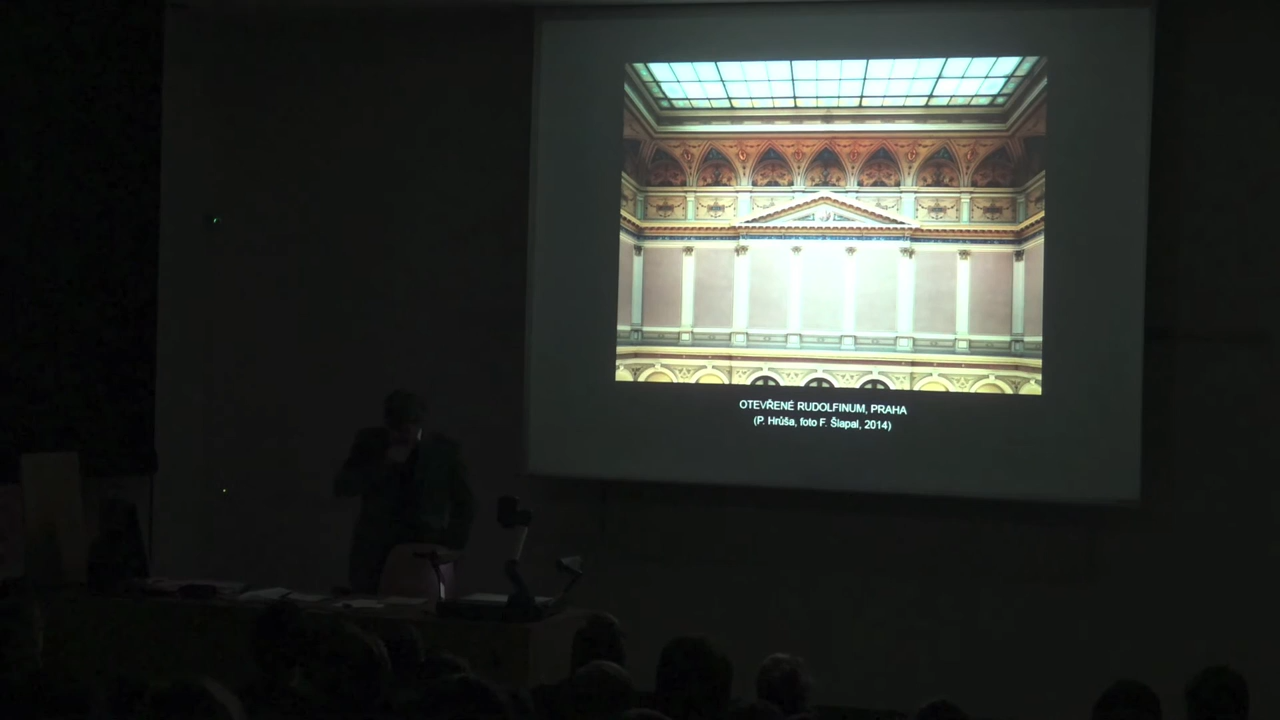 OTEVŘENÉ RUDOLFINUM, PRAHA
(P. Hrůša, foto F. Šlapal, 2014)